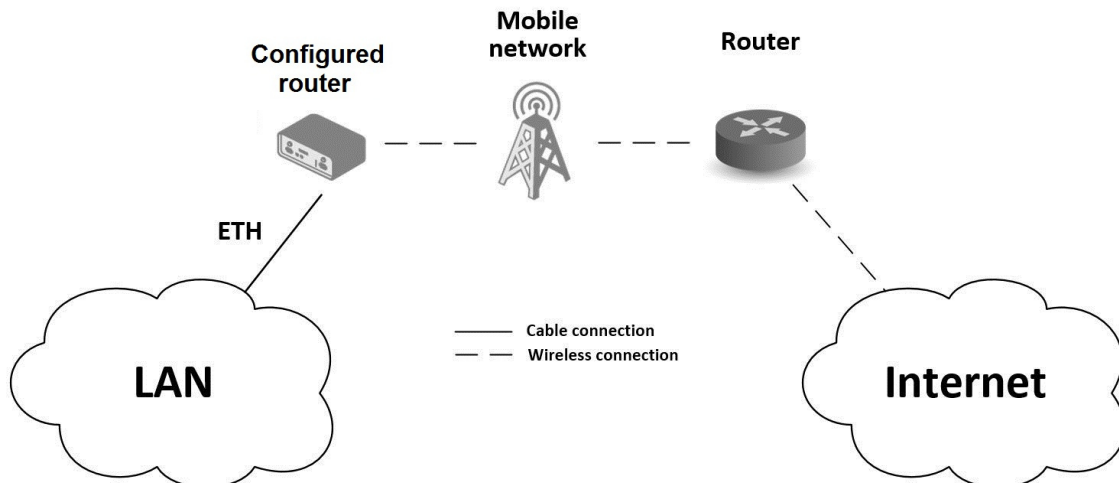 Mobile
network
Router
Configured
router
ETH
Cable connection
Wireless connection
LAN
Internet